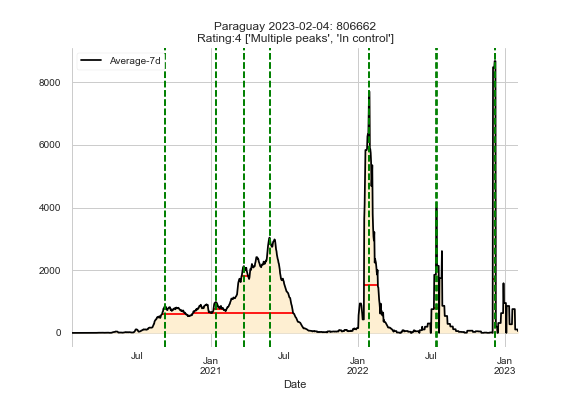 Paraguay 2023-02-04: 806662
Rating:4 ['Multiple peaks', 'In control']
Average-7d
8000
6000
4000
2000
0
Jul
Jan
2021
Jul
Jan
2022
Jul
Jan
2023
Date